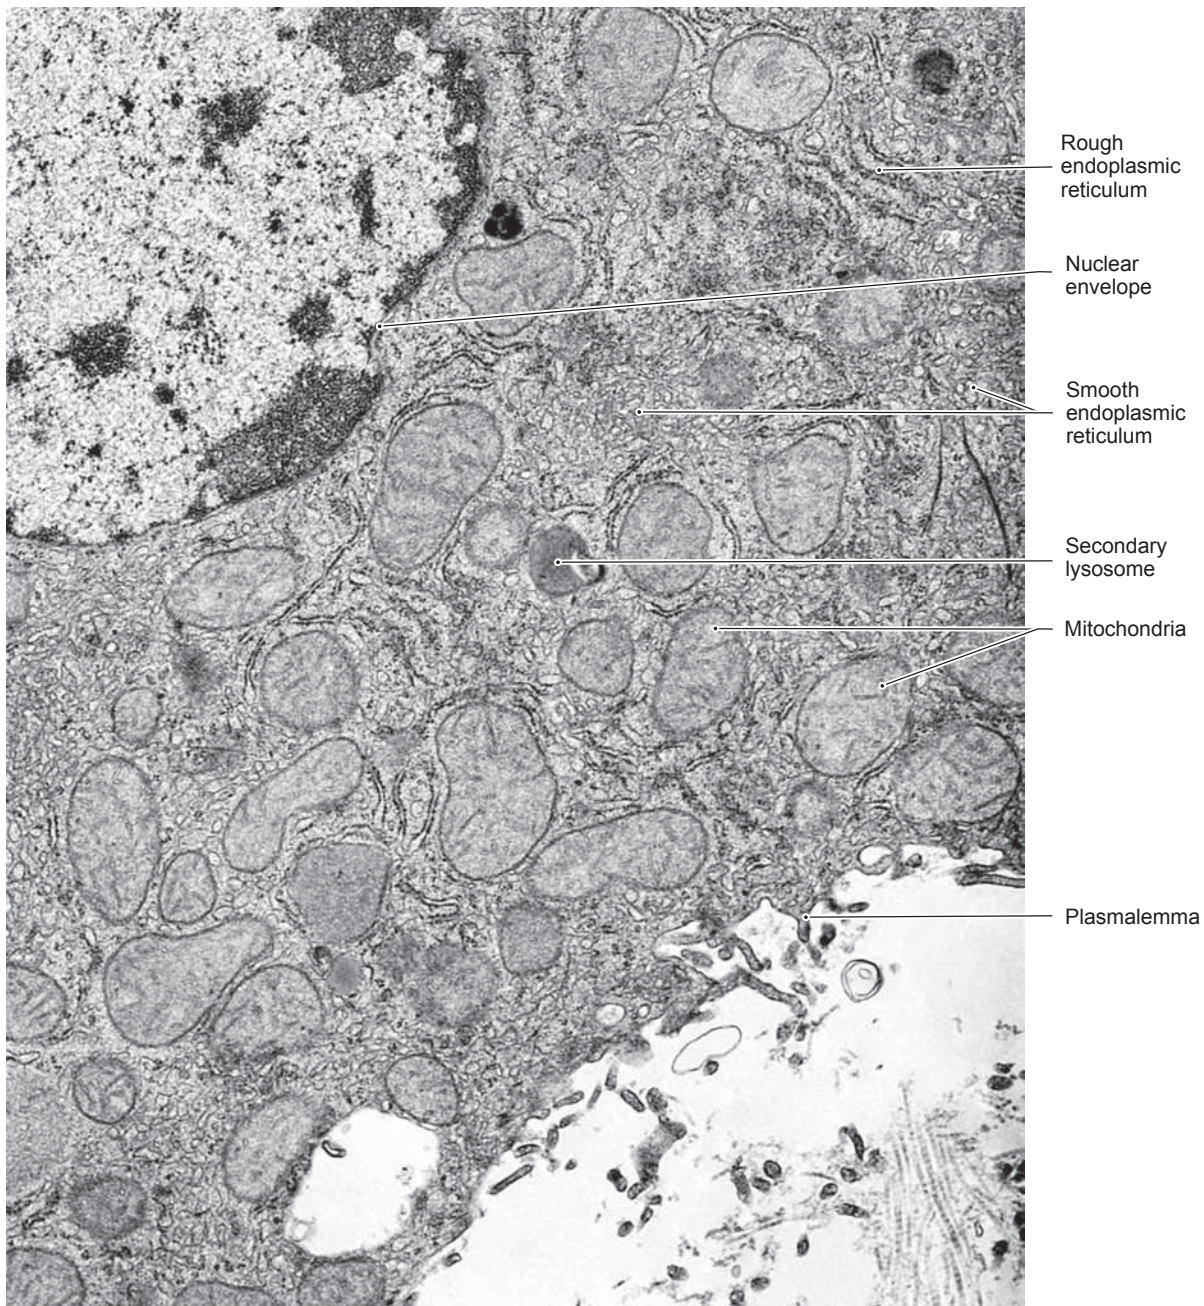 Rough
endoplasmic
reticulum
Nuclear
envelope
Smooth
endoplasmic
reticulum
Secondary
lysosome
Mitochondria
Plasmalemma